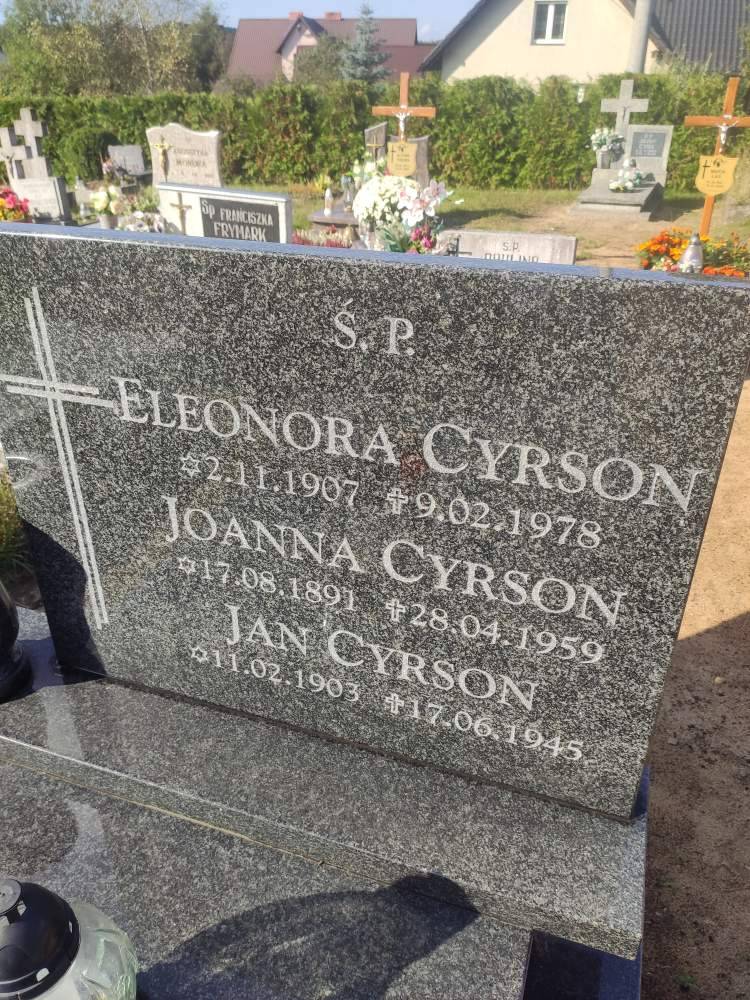 Ś. P.
ELEONORA CYRSON
2.11.1907 9.02.1978
JOANNA CYRSON
17.08.1891 28.04.1959
JAN CYRSON
11.02.1903 17.06.1945
Śp FRANCISZKA
FRYMARK
Ś.P.
PAULINA